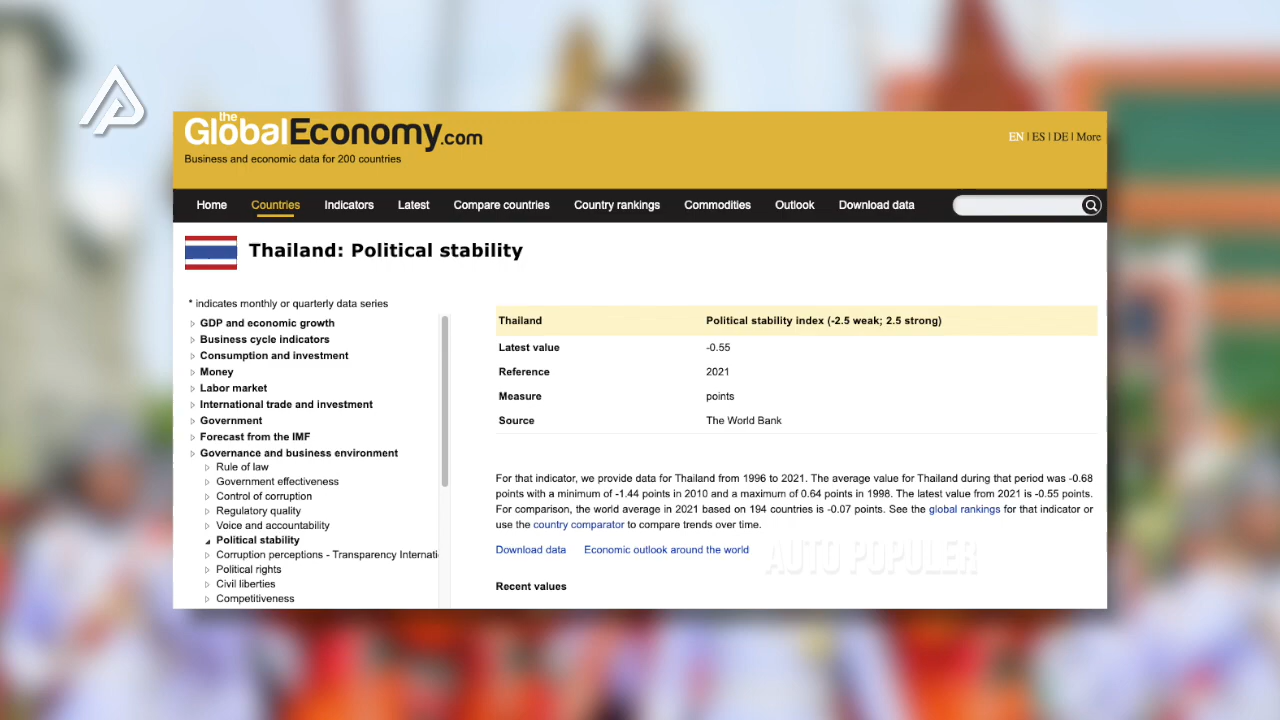 the
GlobalEconomy.com
Business and economic data for 200 countries
EN | ES | DE | More
Home Countries Indicators Latest Compare countries Country rankings Commodities Outlook Download data
Thailand: Political stability
* indicates monthly or quarterly data series
GDP and economic growth
Business cycle indicators
Consumption and investment
Money
Labor market
International trade and investment
Government
Forecast from the IMF
Governance and business environment
Rule of law
Government effectiveness
Control of corruption
Regulatory quality
Voice and accountability
Political stability
Corruption perceptions - Transparency Internati
Political rights
Civil liberties
Competitiveness
Thailand Political stability index (-2.5 weak; 2.5 strong)
Latest value -0.55
Reference 2021
Measure points
Source The World Bank
For that indicator, we provide data for Thailand from 1996 to 2021. The average value for Thailand during that period was -0.68
points with a minimum of -1.44 points in 2010 and a maximum of 0.64 points in 1998. The latest value from 2021 is -0.55 points.
For comparison, the world average in 2021 based on 194 countries is -0.07 points. See the global rankings for that indicator or
use the country comparator to compare trends over time.
Download data Economic outlook around the world
AUTO POPULER
Recent values